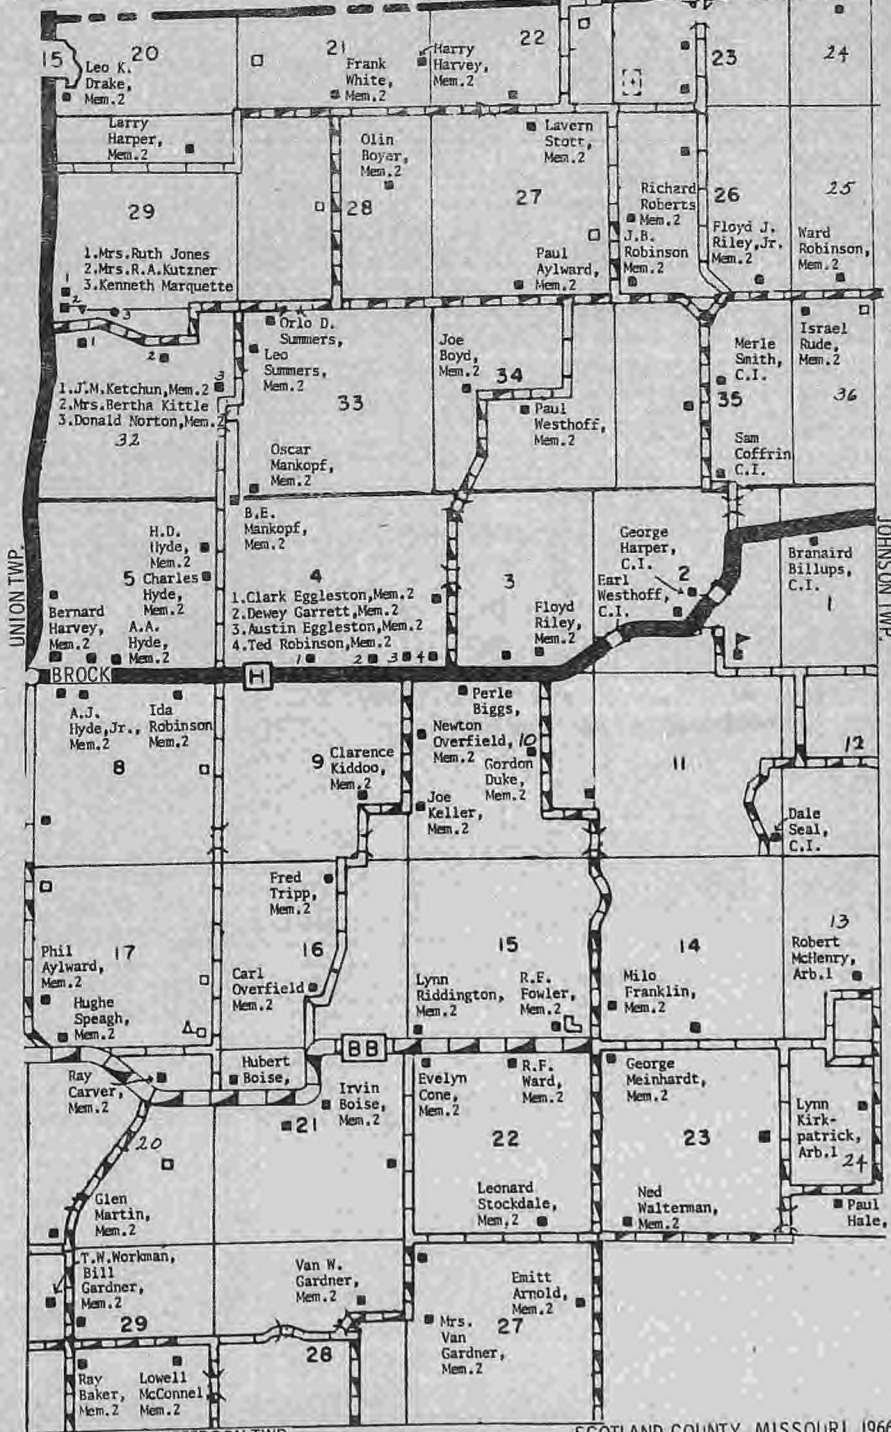 15
20
Leo K.
Drake,
Mem.2
21
Frank
White,
Mem.2
Harry
Harvey,
Mem.2
22
23
24
Larry
Harper,
Mem.2
Olin
Boyer,
Mem.2
Lavern
Stott,
Mem.2
29
28
27
Richard
Roberts
Mem.2
J.B.
Robinson
Mem.2
26
Floyd J.
Riley,Jr.
Mem.2
25
Ward
Robinson,
Mem.2
1.Mrs.Ruth Jones
2.Mrs.R.A.Kutzner
3.Kenneth Marquette
1
2
3
Paul
Aylward,
Mem.2
1
2
3
Orlo D.
Summers,
Leo
Summers,
Mem.2
Joe
Boyd,
Mem.2
34
Merle
Smith,
C.I.
Israel
Rude,
Mem.2
1.J.M.Ketchun,Mem.2
2.Mrs.Bertha Kittle
3.Donald Norton,Mem.2
32
33
Paul
Westhoff,
Mem.2
35
36
Oscar
Mankopf,
Mem.2
Sam
Coffrin
C.I.
B.E.
Mankopf,
Mem.2
H.D.
Hyde,
Mem.2
5
Charles
Hyde,
Mem.2
A.A.
Hyde,
Mem.2
Bernard
Harvey,
Mem.2
4
1.Clark Eggleston,Mem.2
2.Dewey Garrett,Mem.2
3.Austin Eggleston,Mem.2
4.Ted Robinson,Mem.2
1
2
3
4
3
Floyd
Riley,
Mem.2
George
Harper,
C.I.
Earl
Westhoff,
C.I.
2
Branaird
Billups,
C.I.
1
UNION TWP.
JOHNSON TWP.
BROCK
H
A.J.
Hyde,Jr.,
Mem.2
Ida
Robinson
Mem.2
8
9
Clarence
Kiddoo,
Mem.2
Perle
Biggs,
Newton
Overfield,
Mem.2
10
Gordon
Duke,
Mem.2
Joe
Keller,
Mem.2
11
12
Dale
Seal,
C.I.
Fred
Tripp,
Mem.2
Phil
Aylward,
Mem.2
17
Hughe
Speagh,
Mem.2
16
Carl
Overfield
Mem.2
15
Lynn
Riddington,
Mem.2
R.F.
Fowler,
Mem.2
14
Milo
Franklin,
Mem.2
13
Robert
McHenry,
Arb.1
BB
Ray
Carver,
Mem.2
Hubert
Boise,
Irvin
Boise,
Mem.2
21
Evelyn
Cone,
Mem.2
R.F.
Ward,
Mem.2
George
Meinhardt,
Mem.2
Lynn
Kirk-
patrick,
Arb.1
24
20
22
23
Glen
Martin,
Mem.2
Leonard
Stockdale,
Mem.2
Ned
Walterman,
Mem.2
Paul
Hale,
T.W.Workman,
Bill
Gardner,
Mem.2
29
Van W.
Gardner,
Mem.2
28
Emitt
Arnold,
Mem.2
27
Mrs.
Van
Gardner,
Mem.2
Ray
Baker,
Mem.2
Lowell
McConnel
Mem.2
SCOTLAND COUNTY, MISSOURI 1966